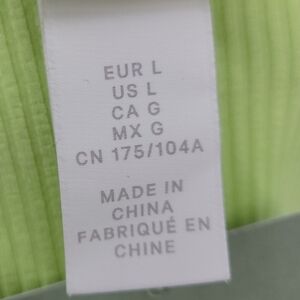 EUR L
US L
CA G
MX G
CN 175/104A
MADE IN
CHINA
FABRIQUÉ EN
CHINE